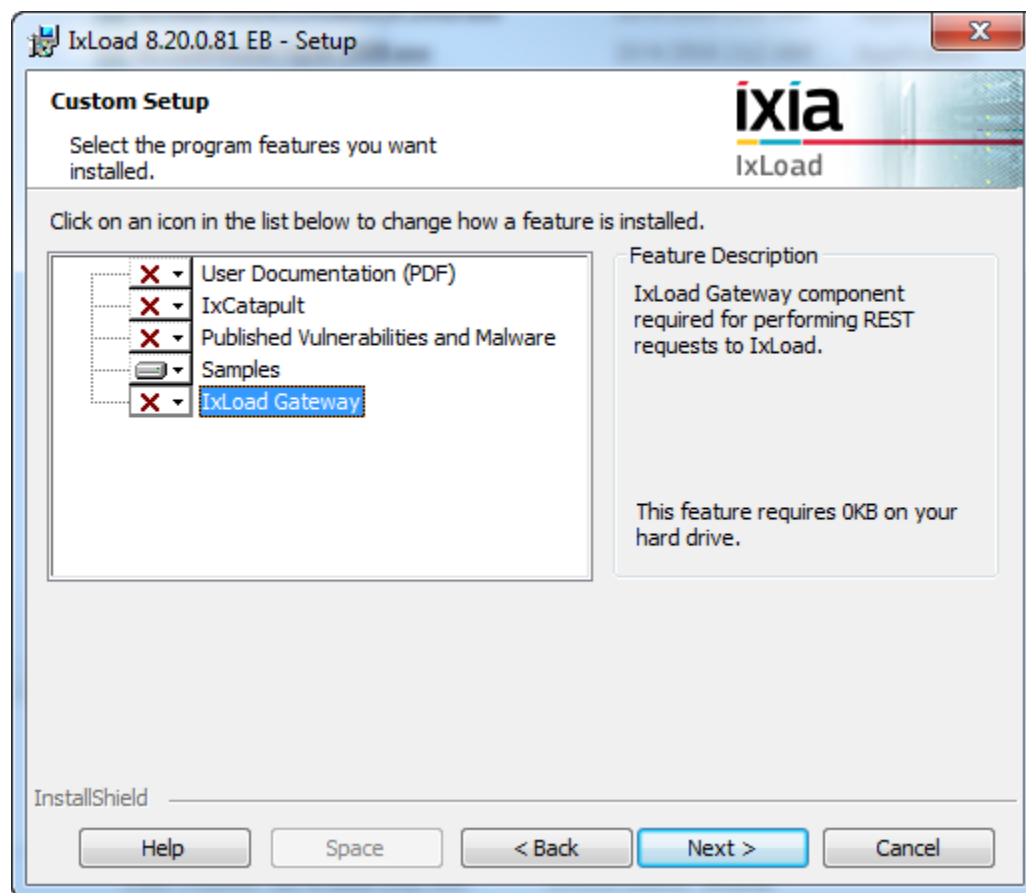 IxLoad 8.20.0.81 EB - Setup
Custom Setup
Select the program features you want
installed.
ixia
IxLoad
Click on an icon in the list below to change how a feature is installed.
User Documentation (PDF)
IxCatapult
Published Vulnerabilities and Malware
Samples
IxLoad Gateway
Feature Description
IxLoad Gateway component
required for performing REST
requests to IxLoad.
This feature requires 0KB on your
hard drive.
InstallShield
Help
Space
< Back
Next >
Cancel